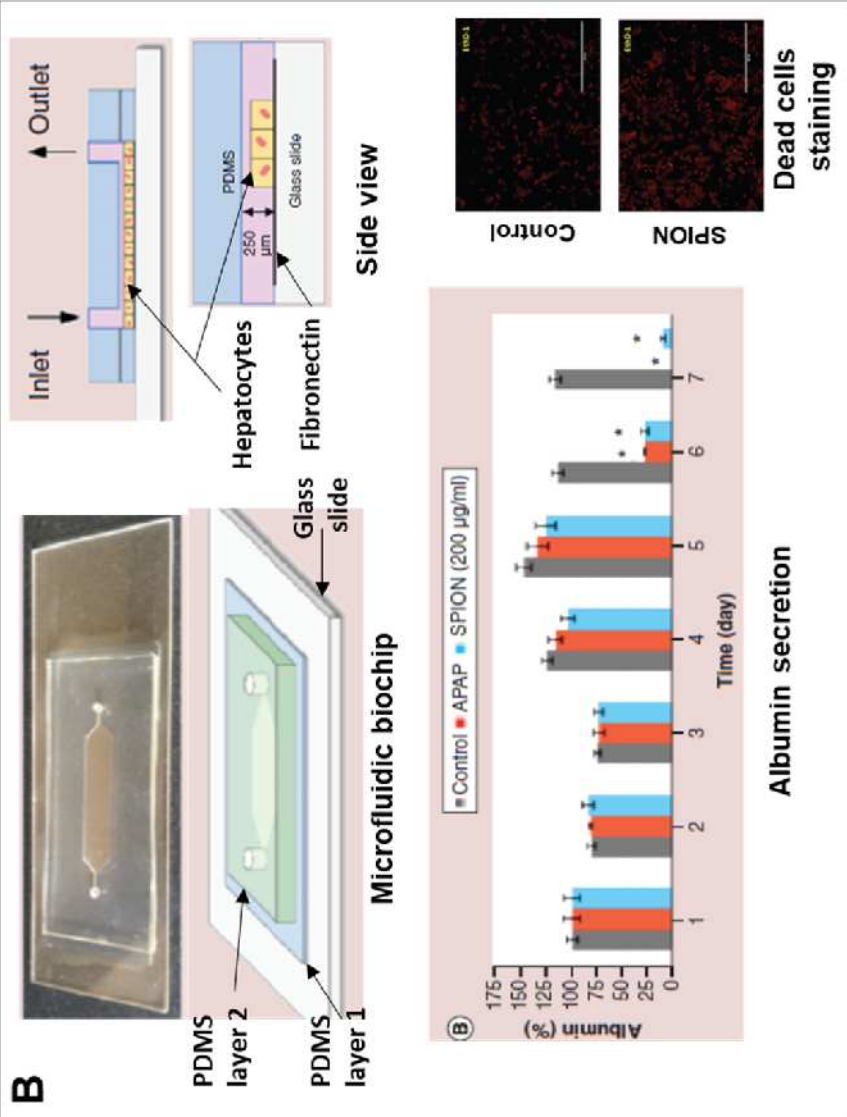 B
PDMS
layer 2
PDMS
layer 1
Glass
slide
Microfluidic biochip
Inlet
Outlet
Hepatocytes
Fibronectin
PDMS
250
µm
Glass slide
Side view
B
Control APAP SPION (200 µg/ml)
Albumin (%)
175
150
125
100
75
50
25
0
* *
* *
1 2 3 4 5 6 7
Time (day)
Albumin secretion
Control
SPION
Dead cells
staining